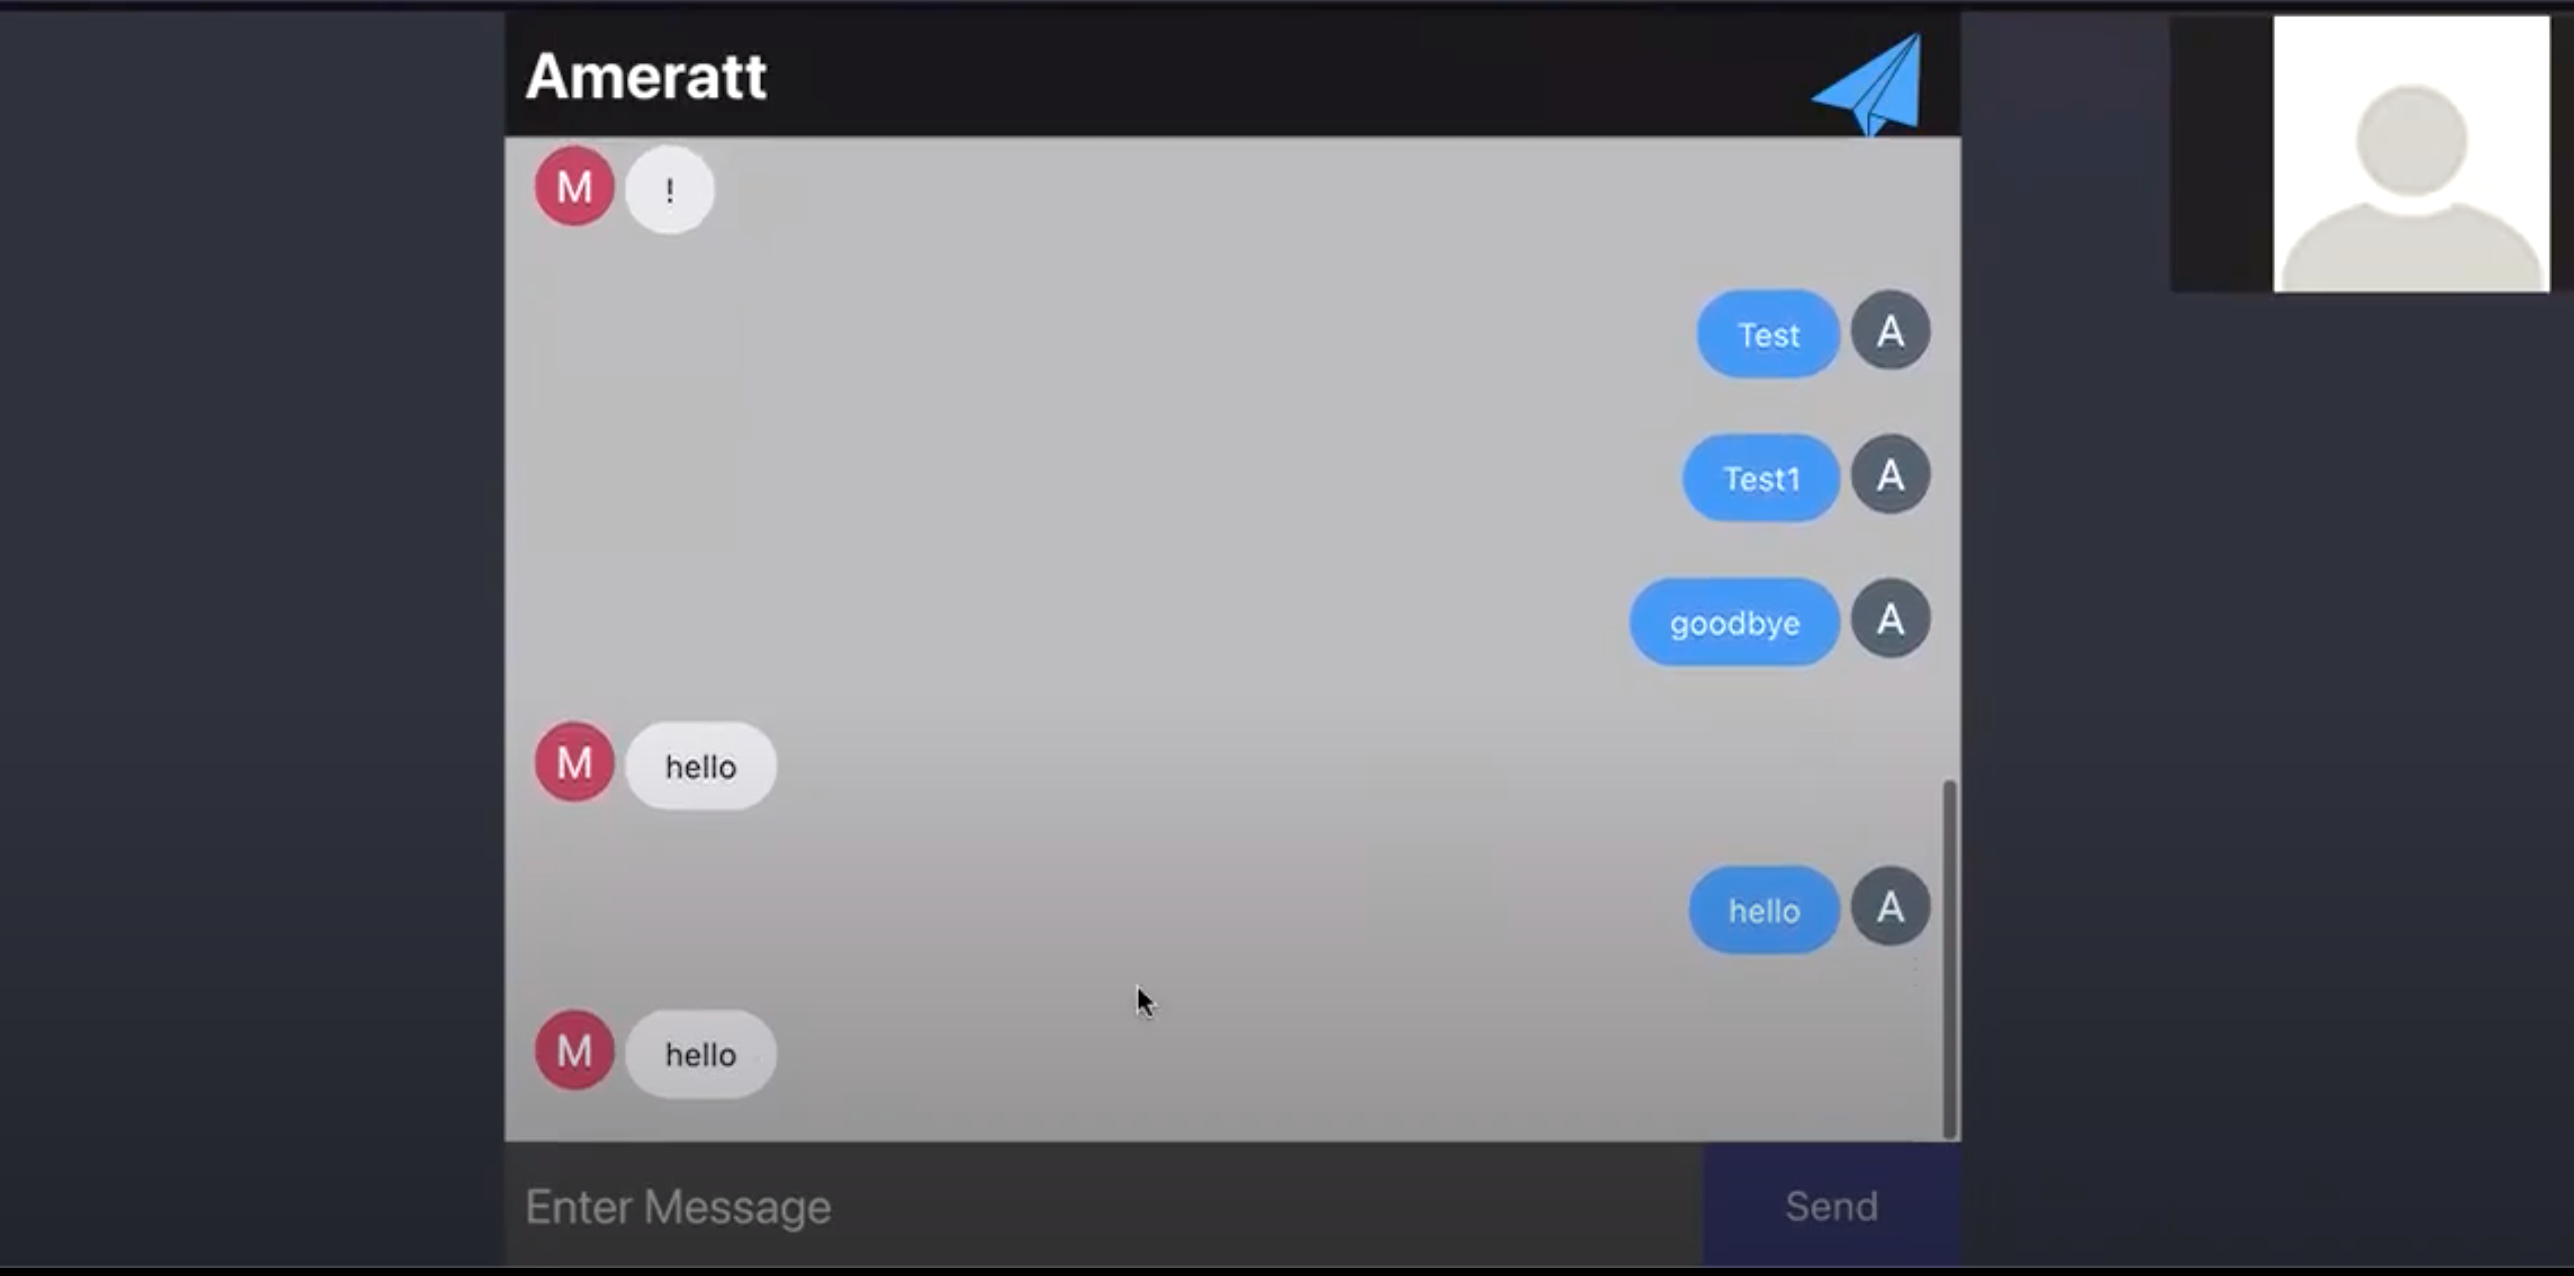 Ameratt
M !
Test A
Test1 A
goodbye A
M hello
hello A
M hello
Enter Message Send